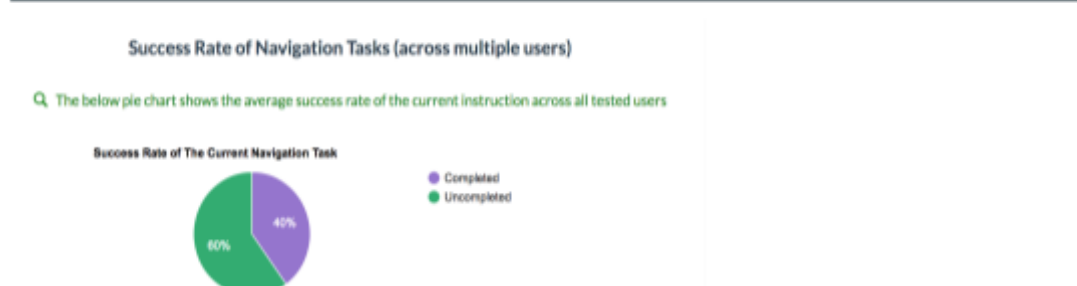 Success Rate of Navigation Tasks (across multiple users)
The below pie chart shows the average success rate of the current instruction across all tested users
Success Rate of The Current Navigation Task
Completed
Uncompleted
40%
60%